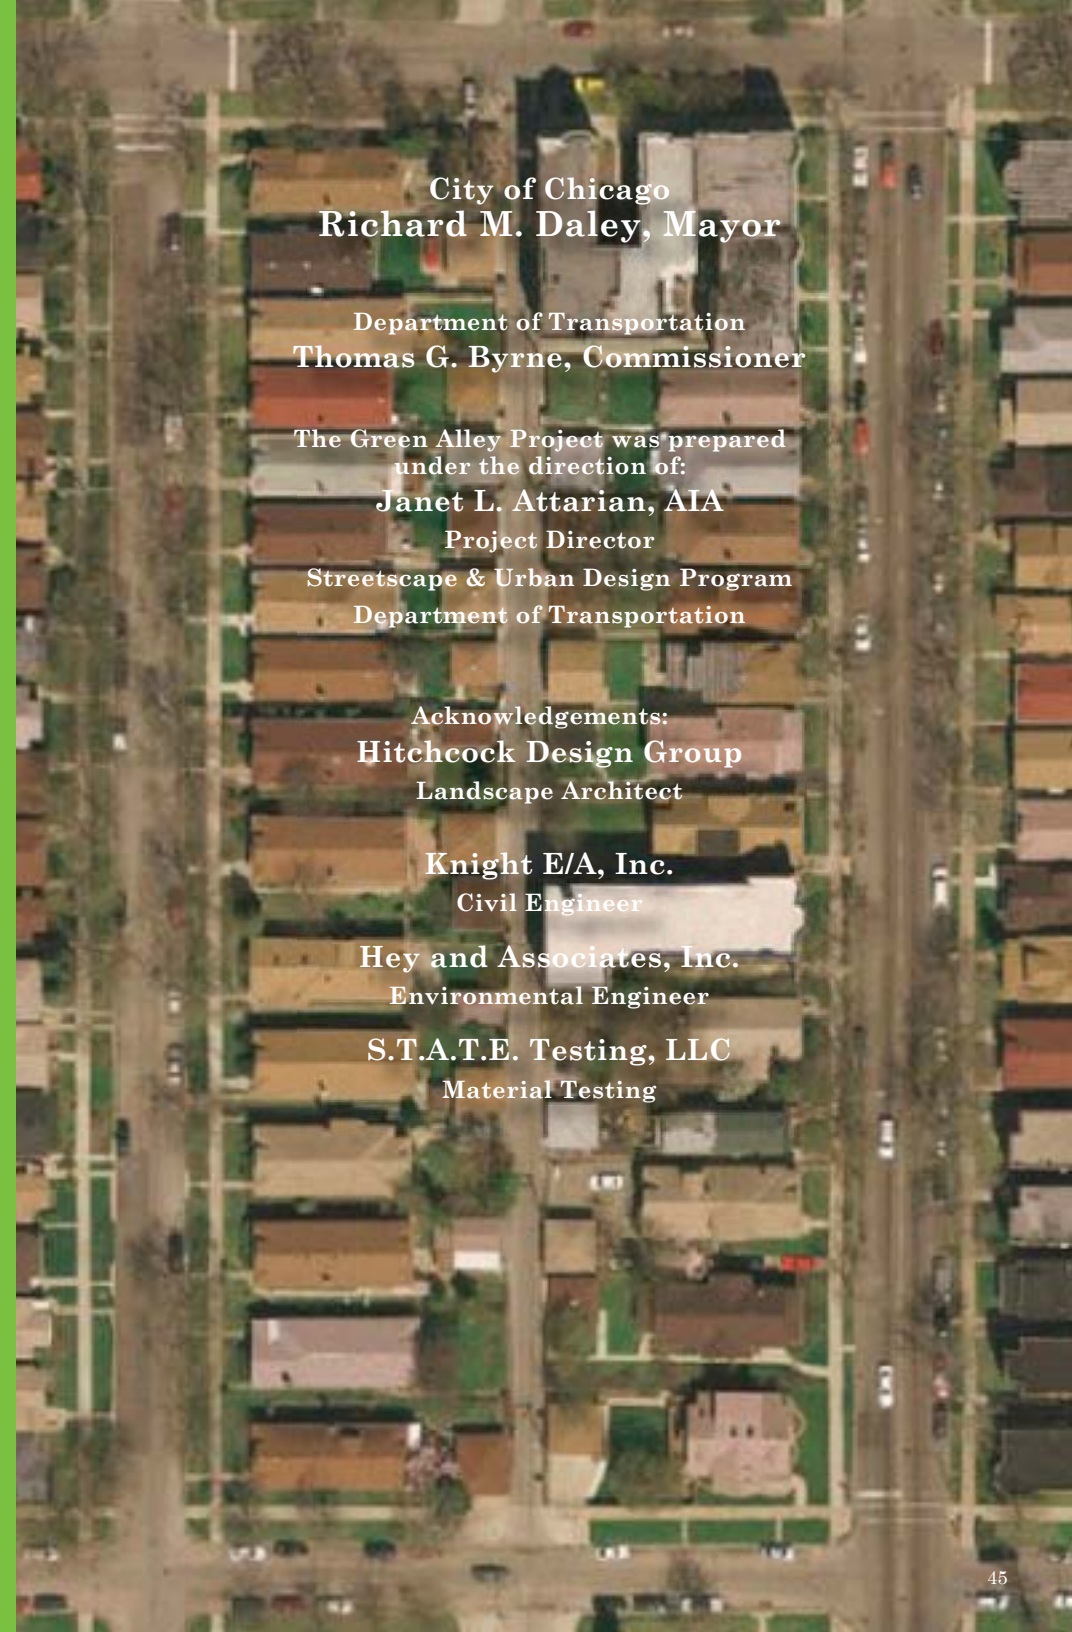 City of Chicago
Richard M. Daley, Mayor
Department of Transportation
Thomas G. Byrne, Commissioner
The Green Alley Project was prepared
under the direction of:
Janet L. Attarian, AIA
Project Director
Streetscape & Urban Design Program
Department of Transportation
Acknowledgements:
Hitchcock Design Group
Landscape Architect
Knight E/A, Inc.
Civil Engineer
Hey and Associates, Inc.
Environmental Engineer
S.T.A.T.E. Testing, LLC
Material Testing
45